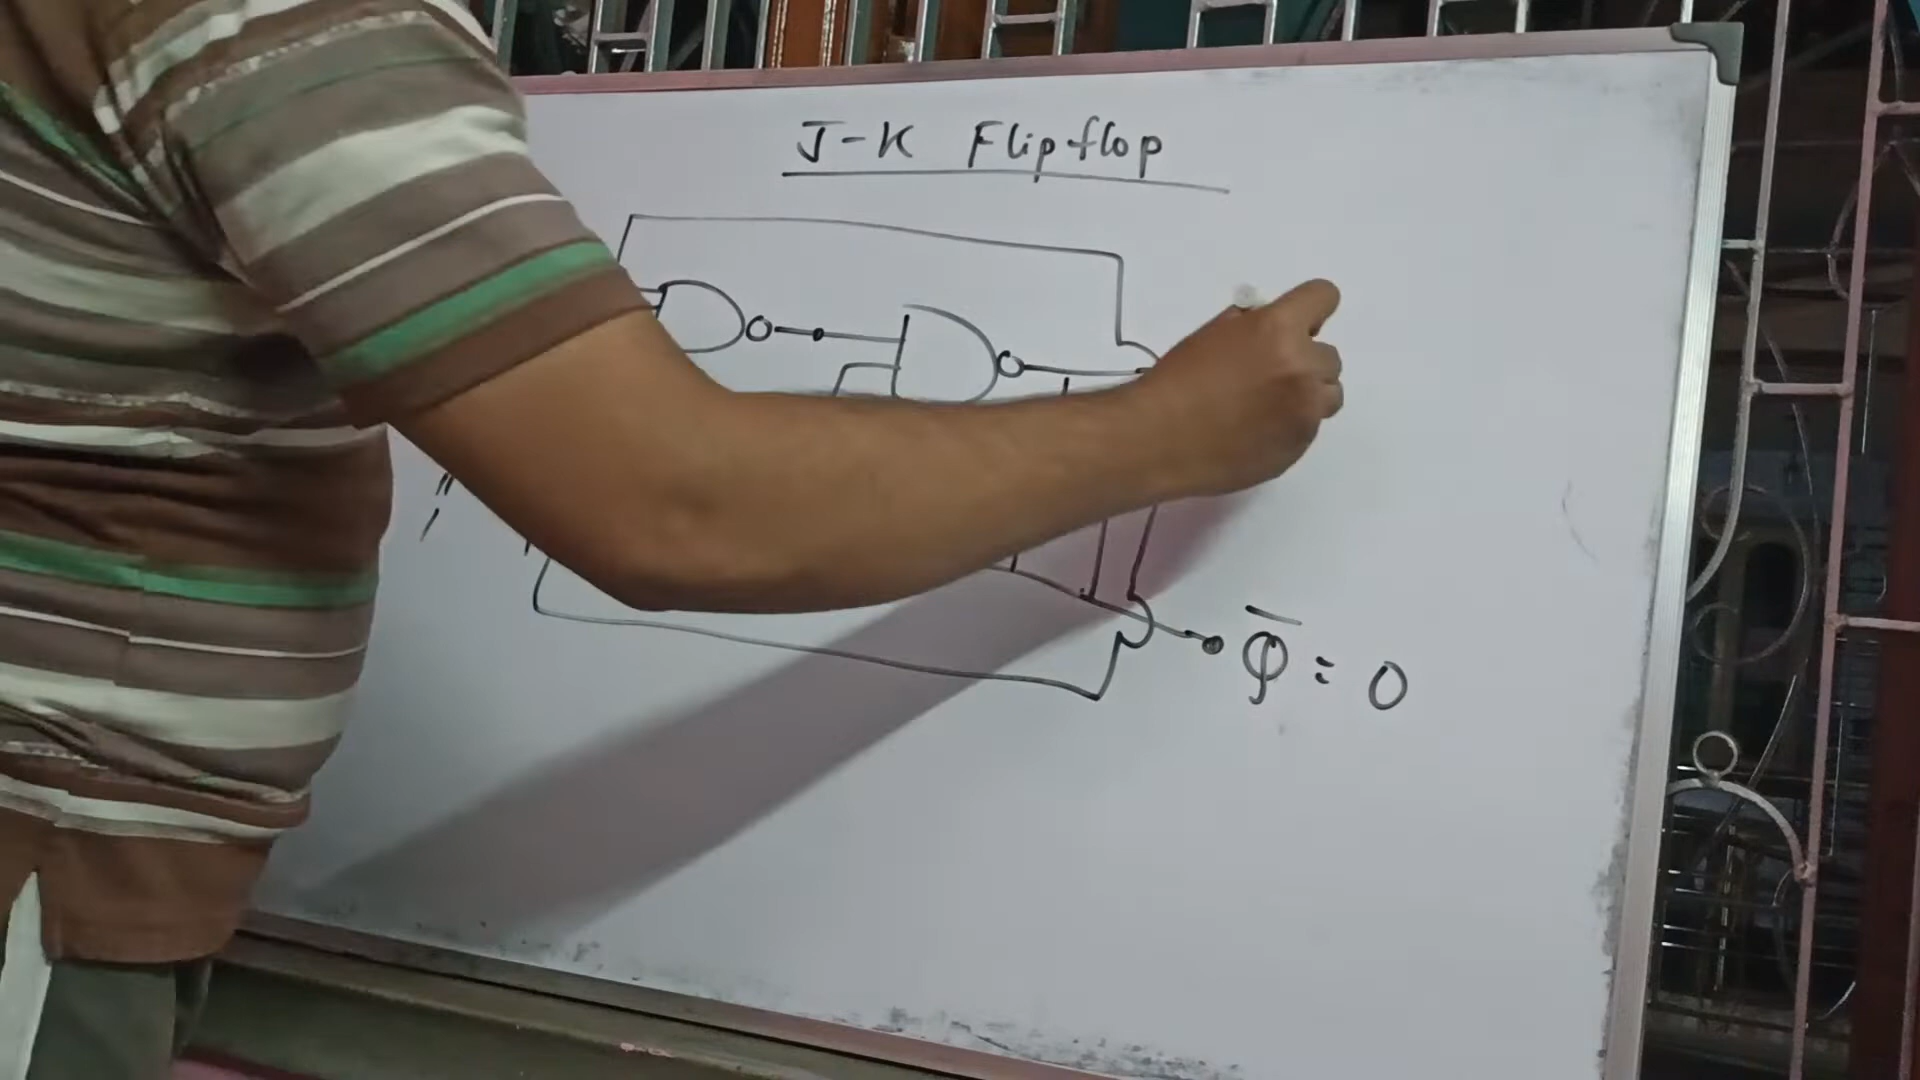 J-K Flipflop
Q̅ = 0